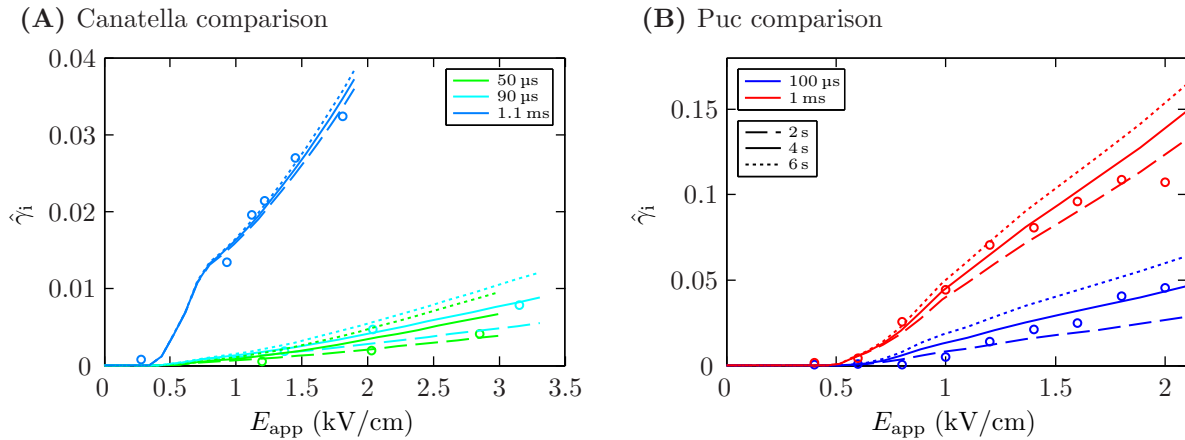 (A) Canatella comparison
0.04
0.03
0.02
0.01
0
γ̂i
50 µs
90 µs
1.1 ms
0 0.5 1 1.5 2 2.5 3 3.5
Eapp (kV/cm)
(B) Puc comparison
0.15
0.1
0.05
0
γ̂i
100 µs
1 ms
2 s
4 s
6 s
0 0.5 1 1.5 2
Eapp (kV/cm)